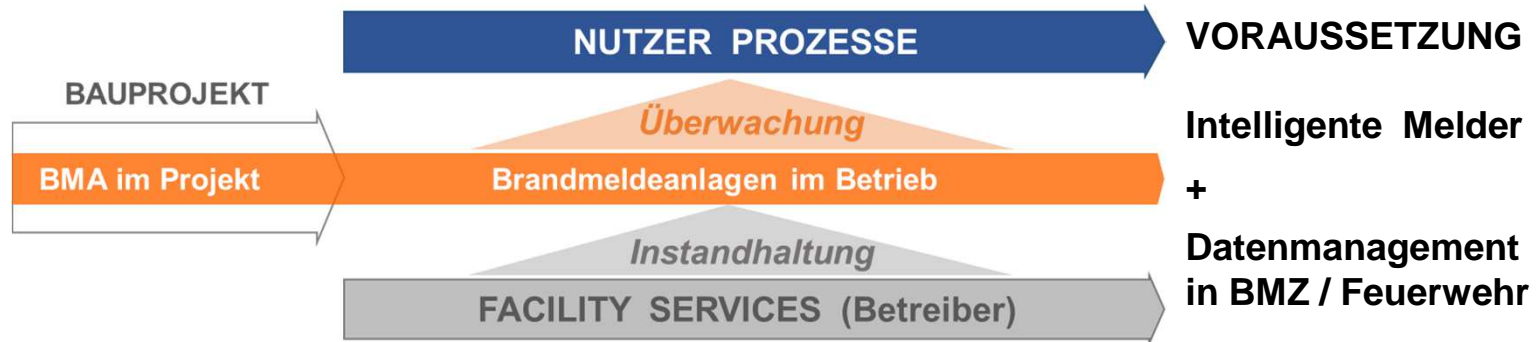 NUTZER PROZESSE
BAUPROJEKT
Überwachung
BMA im Projekt
Brandmeldeanlagen im Betrieb
Instandhaltung
FACILITY SERVICES (Betreiber)
VORAUSSETZUNG
Intelligente Melder
+
Datenmanagement
in BMZ / Feuerwehr